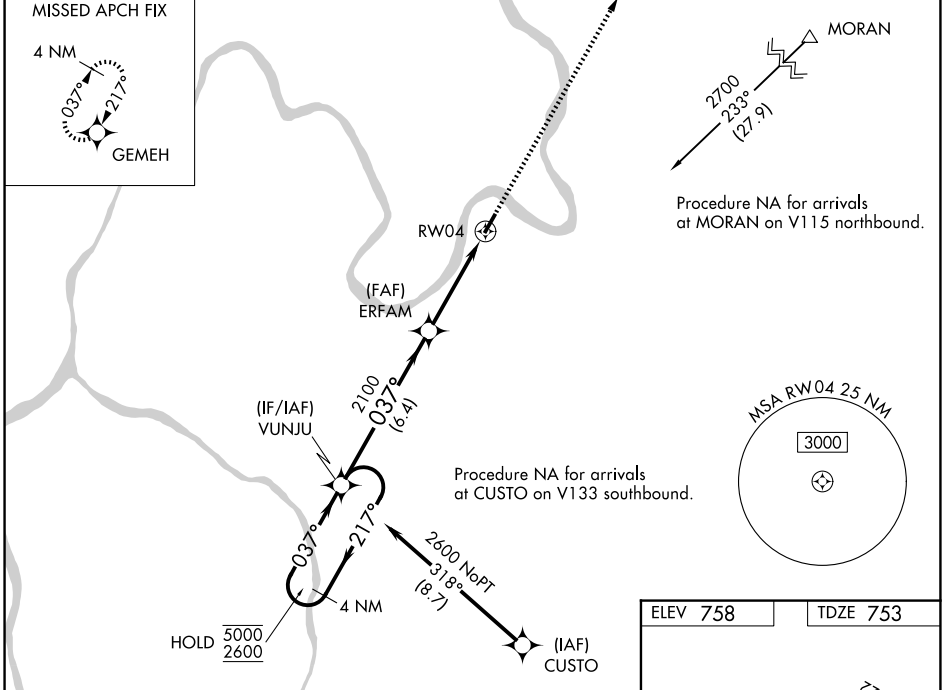 MISSED APCH FIX
4 NM
037°
217°
GEMEH
MORAN
2700
233°
(27.9)
Procedure NA for arrivals
at MORAN on V115 northbound.
RW04
(FAF)
ERFAM
2100
037°
(6.4)
(IF/IAF)
VUNJU
MSA RW04 25 NM
3000
Procedure NA for arrivals
at CUSTO on V133 southbound.
037°
217°
2600 NoPT
318°
(8.7)
4 NM
HOLD 5000
2600
(IAF)
CUSTO
ELEV 758
TDZE 753